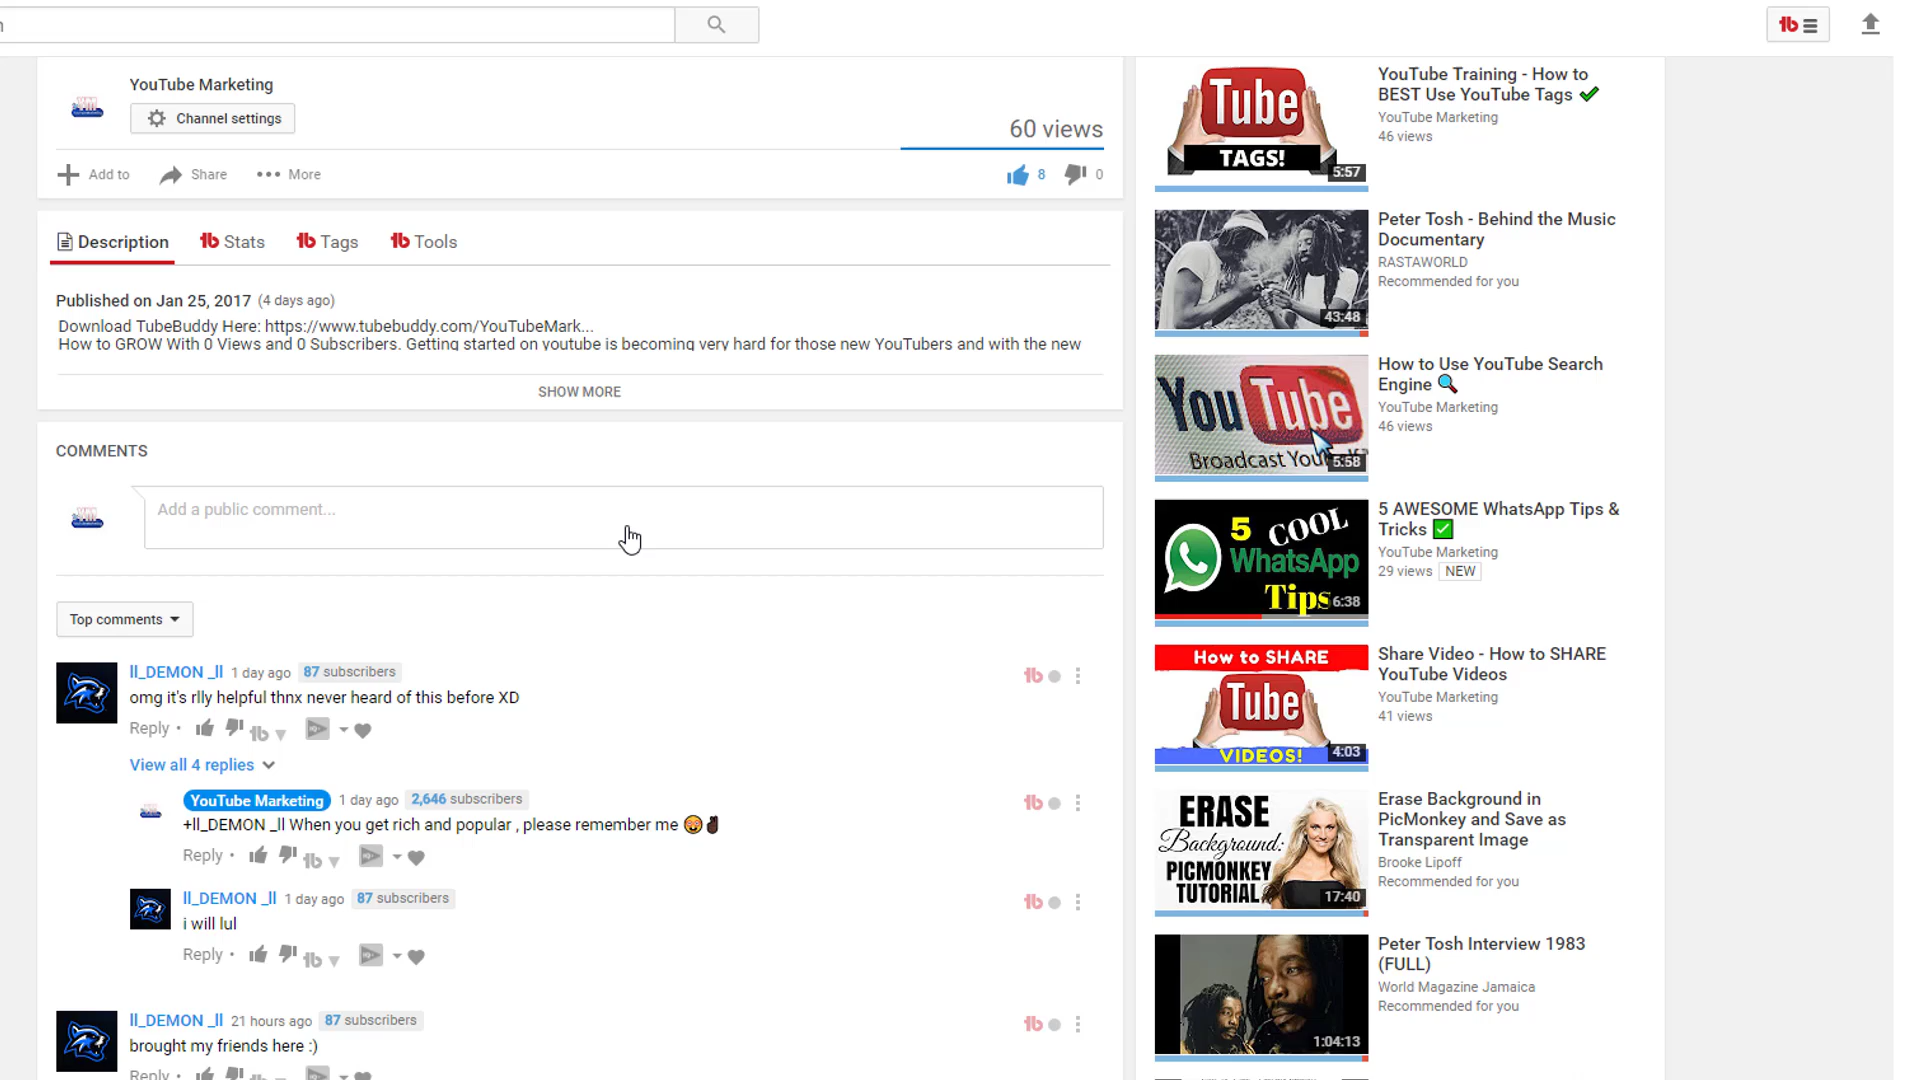 YouTube Marketing
Channel settings
60 views
Add to
Share
More
8
0
Description
Stats
Tags
Tools
Published on Jan 25, 2017 (4 days ago)
Download TubeBuddy Here: https://www.tubebuddy.com/YouTubeMark...
How to GROW With 0 Views and 0 Subscribers. Getting started on youtube is becoming very hard for those new YouTubers and with the new
SHOW MORE
COMMENTS
Add a public comment...
Top comments
ll_DEMON _ll 1 day ago 87 subscribers
omg it's rlly helpful thnx never heard of this before XD
Reply •
View all 4 replies
YouTube Marketing 1 day ago 2,646 subscribers
+ll_DEMON _ll When you get rich and popular , please remember me
Reply •
ll_DEMON _ll 1 day ago 87 subscribers
i will lul
Reply •
ll_DEMON _ll 21 hours ago 87 subscribers
brought my friends here :)
Reply •
Tube
TAGS!
5:57
YouTube Training - How to
BEST Use YouTube Tags ✔
YouTube Marketing
46 views
43:48
Peter Tosh - Behind the Music
Documentary
RASTAWORLD
Recommended for you
You Tube
Broadcast You
5:58
How to Use YouTube Search
Engine 🔍
YouTube Marketing
46 views
5 COOL
WhatsApp
Tips
6:38
5 AWESOME WhatsApp Tips &
Tricks ✅
YouTube Marketing
29 views NEW
How to SHARE
Tube
VIDEOS!
4:03
Share Video - How to SHARE
YouTube Videos
YouTube Marketing
41 views
ERASE
Background:
PICMONKEY
TUTORIAL
17:40
Erase Background in
PicMonkey and Save as
Transparent Image
Brooke Lipoff
Recommended for you
1:04:13
Peter Tosh Interview 1983
(FULL)
World Magazine Jamaica
Recommended for you